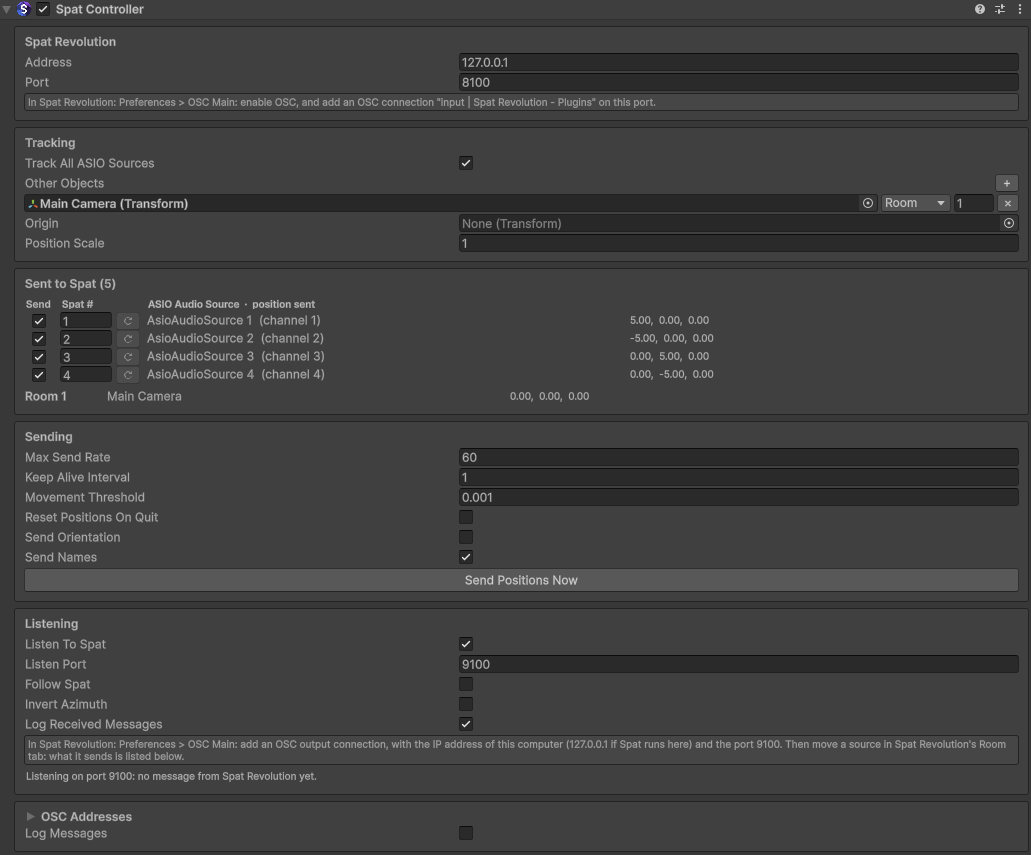 Spat Controller
Spat Revolution
Address 127.0.0.1
Port 8100
In Spat Revolution: Preferences > OSC Main: enable OSC, and add an OSC connection "Input | Spat Revolution - Plugins" on this port.
Tracking
Track All ASIO Sources
Other Objects +
Main Camera (Transform) Room 1 ×
Origin None (Transform)
Position Scale 1
Sent to Spat (5)
Send Spat # ASIO Audio Source · position sent
1 AsioAudioSource 1 (channel 1) 5.00, 0.00, 0.00
2 AsioAudioSource 2 (channel 2) -5.00, 0.00, 0.00
3 AsioAudioSource 3 (channel 3) 0.00, 5.00, 0.00
4 AsioAudioSource 4 (channel 4) 0.00, -5.00, 0.00
Room 1 Main Camera 0.00, 0.00, 0.00
Sending
Max Send Rate 60
Keep Alive Interval 1
Movement Threshold 0.001
Reset Positions On Quit
Send Orientation
Send Names
Send Positions Now
Listening
Listen To Spat
Listen Port 9100
Follow Spat
Invert Azimuth
Log Received Messages
In Spat Revolution: Preferences > OSC Main: add an OSC output connection, with the IP address of this computer (127.0.0.1 if Spat runs here) and the port 9100. Then move a source in Spat Revolution's Room
tab: what it sends is listed below.
Listening on port 9100: no message from Spat Revolution yet.
OSC Addresses
Log Messages